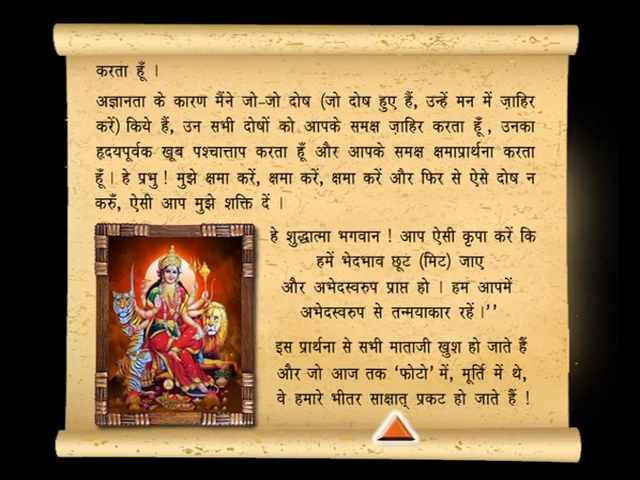 करता हूँ ।
अज्ञानता के कारण मैंने जो-जो दोष (जो दोष हुए हैं, उन्हें मन में ज़ाहिर
करें) किये हैं, उन सभी दोषों को आपके समक्ष ज़ाहिर करता हूँ , उनका
हृदयपूर्वक खूब पश्चात्ताप करता हूँ और आपके समक्ष क्षमाप्रार्थना करता
हूँ । हे प्रभु ! मुझे क्षमा करें, क्षमा करें, क्षमा करें और फिर से ऐसे दोष न
करुँ, ऐसी आप मुझे शक्ति दें ।
हे शुद्धात्मा भगवान ! आप ऐसी कृपा करें कि
हमें भेदभाव छूट (मिट) जाए
और अभेदस्वरुप प्राप्त हो । हम आपमें
अभेदस्वरुप से तन्मयाकार रहें ।’’
इस प्रार्थना से सभी माताजी खुश हो जाते हैं
और जो आज तक ‘फोटो’ में, मूर्ति में थे,
वे हमारे भीतर साक्षात् प्रकट हो जाते हैं !